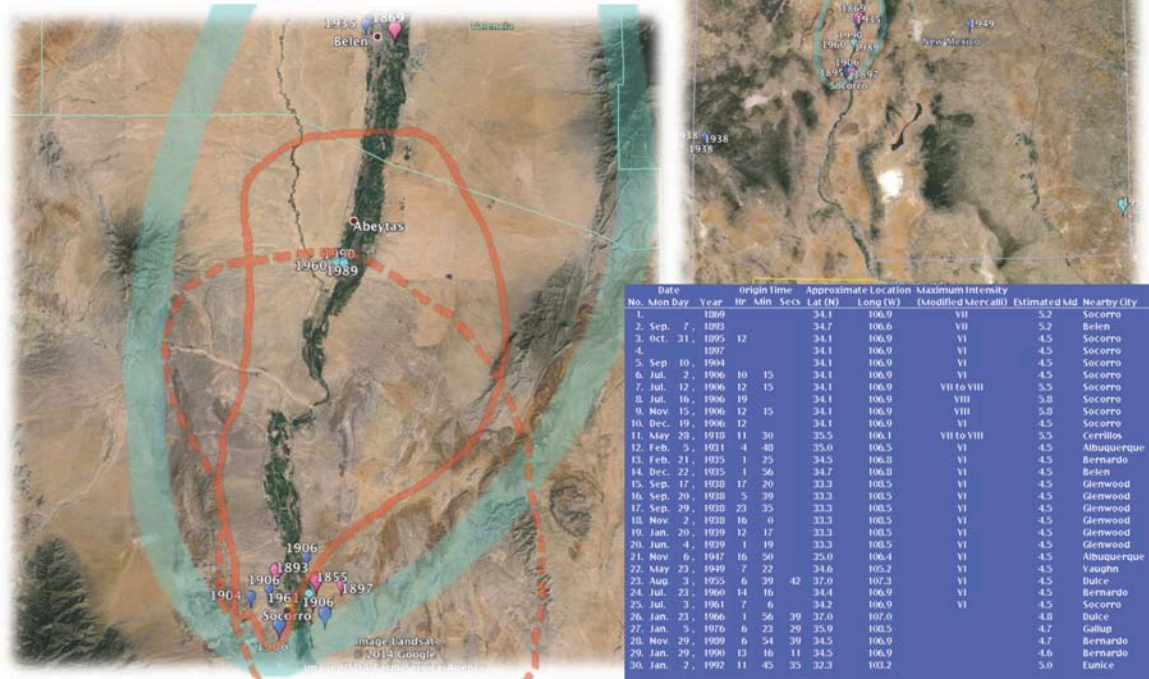 1935
1869
Belen
Valencia
Abeytas
1990
1960
1989
1906
1893
1906
1855
1897
1904
1961
1906
Socorro
1906
Image Landsat
© 2014 Google
1869
1935
1990
1960
1989
1906
1895
1897
Socorro
1949
New Mexico
1938
1938
1938
Date Origin Time Approximate Location Maximum Intensity
No. Mon Day Year Hr Min Secs Lat (N) Long (W) (Modified Mercalli) Estimated Md Nearby City
1. 1869 34.1 106.9 VII 5.2 Socorro
2. Sep. 7, 1893 34.7 106.6 VII 5.2 Belen
3. Oct. 31, 1895 12 34.1 106.9 VI 4.5 Socorro
4. 1897 34.1 106.9 VI 4.5 Socorro
5. Sep 10, 1904 34.1 106.9 VI 4.5 Socorro
6. Jul. 2, 1906 10 15 34.1 106.9 VI 4.5 Socorro
7. Jul. 12, 1906 12 15 34.1 106.9 VII to VIII 5.5 Socorro
8. Jul. 16, 1906 19 34.1 106.9 VIII 5.8 Socorro
9. Nov. 15, 1906 12 15 34.1 106.9 VIII 5.8 Socorro
10. Dec. 19, 1906 12 34.1 106.9 VI 4.5 Socorro
11. May 28, 1918 11 30 35.5 106.1 VII to VIII 5.5 Cerrillos
12. Feb. 5, 1931 4 48 35.0 106.5 VI 4.5 Albuquerque
13. Feb. 21, 1935 1 25 34.5 106.8 VI 4.5 Bernardo
14. Dec. 22, 1935 1 56 34.7 106.8 VI 4.5 Belen
15. Sep. 17, 1938 17 20 33.3 108.5 VI 4.5 Glenwood
16. Sep. 20, 1938 5 39 33.3 108.5 VI 4.5 Glenwood
17. Sep. 29, 1938 23 35 33.3 108.5 VI 4.5 Glenwood
18. Nov. 2, 1938 16 0 33.3 108.5 VI 4.5 Glenwood
19. Jan. 20, 1939 12 17 33.3 108.5 VI 4.5 Glenwood
20. Jun. 4, 1939 1 19 33.3 108.5 VI 4.5 Glenwood
21. Nov. 6, 1947 16 50 35.0 106.4 VI 4.5 Albuquerque
22. May 23, 1949 7 22 34.6 105.2 VI 4.5 Vaughn
23. Aug. 3, 1955 6 39 42 37.0 107.3 VI 4.5 Dulce
24. Jul. 23, 1960 14 16 34.4 106.9 VI 4.5 Bernardo
25. Jul. 3, 1961 7 6 34.2 106.9 VI 4.5 Socorro
26. Jan. 23, 1966 1 56 39 37.0 107.0 4.8 Dulce
27. Jan. 5, 1976 6 23 29 35.9 108.5 4.7 Gallup
28. Nov. 29, 1989 6 54 39 34.5 106.9 4.7 Bernardo
29. Jan. 29, 1990 13 16 11 34.5 106.9 4.6 Bernardo
30. Jan. 2, 1992 11 45 35 32.3 103.2 5.0 Eunice